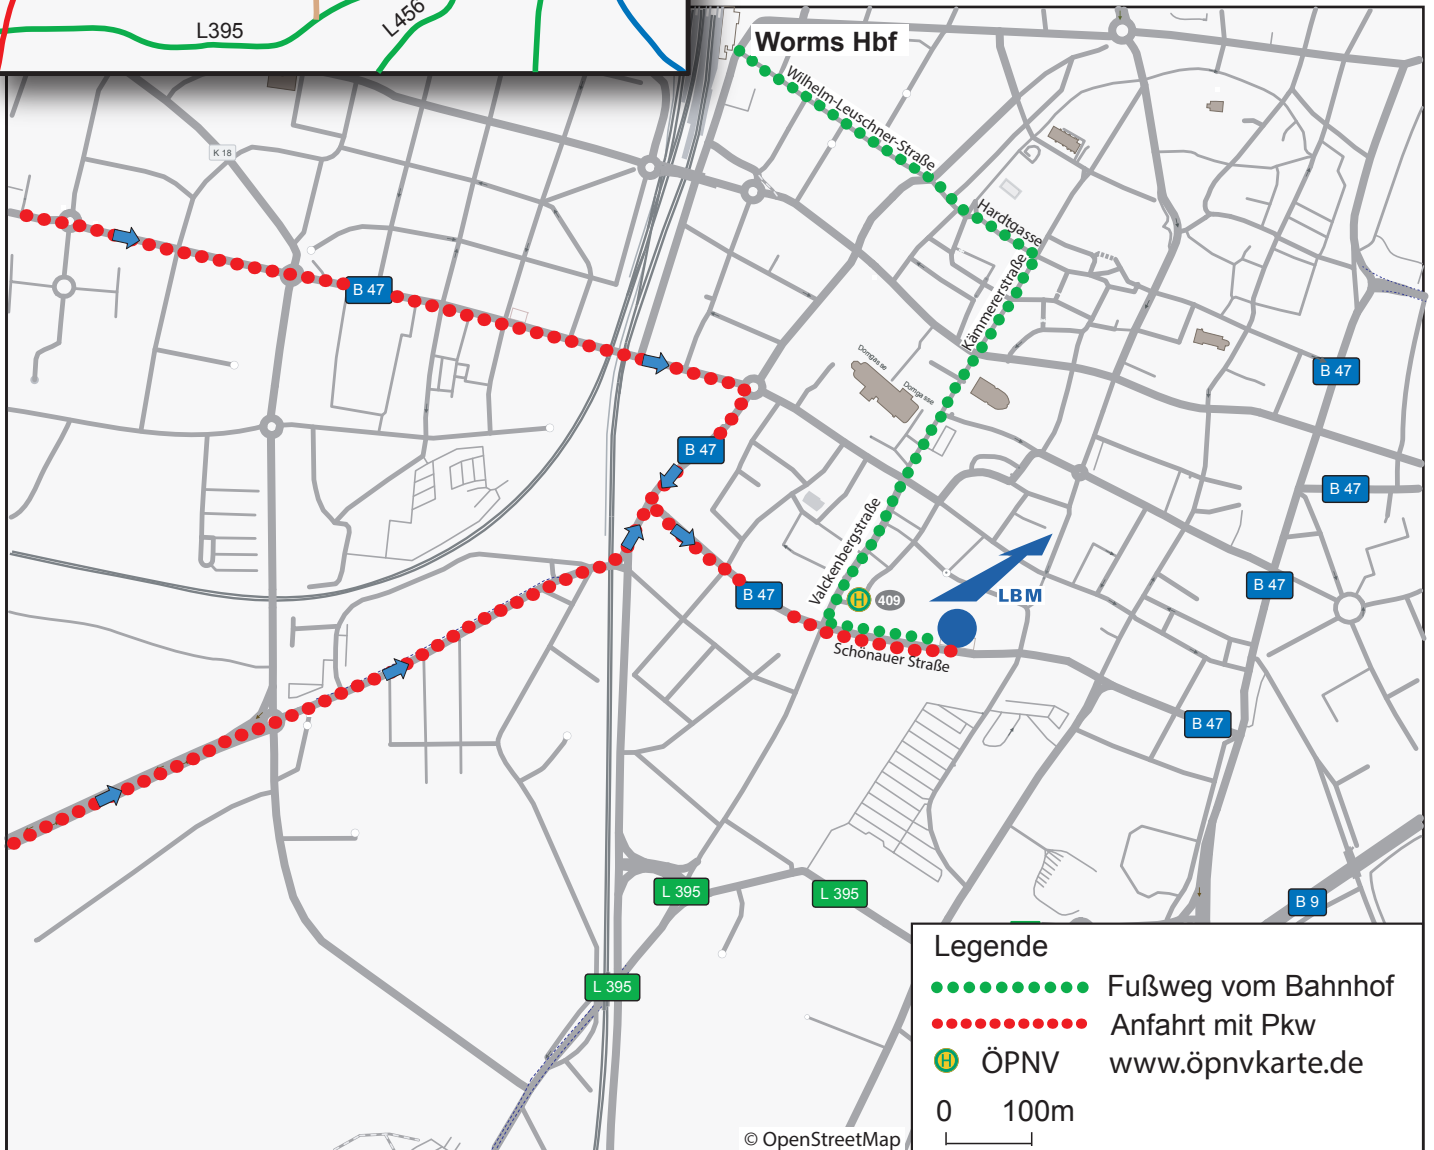 L395
L456
Worms Hbf
Wilhelm-Leuschner-Straße
K 18
Hardtgasse
Kämmererstraße
B 47
Domgasse
Domgasse
B 47
B 47
B 47
Valckenbergstraße
H 409
LBM
B 47
B 47
Schönauer Straße
B 47
L 395
L 395
B 9
L 395
Legende
Fußweg vom Bahnhof
Anfahrt mit Pkw
H ÖPNV www.öpnvkarte.de
0 100m
© OpenStreetMap